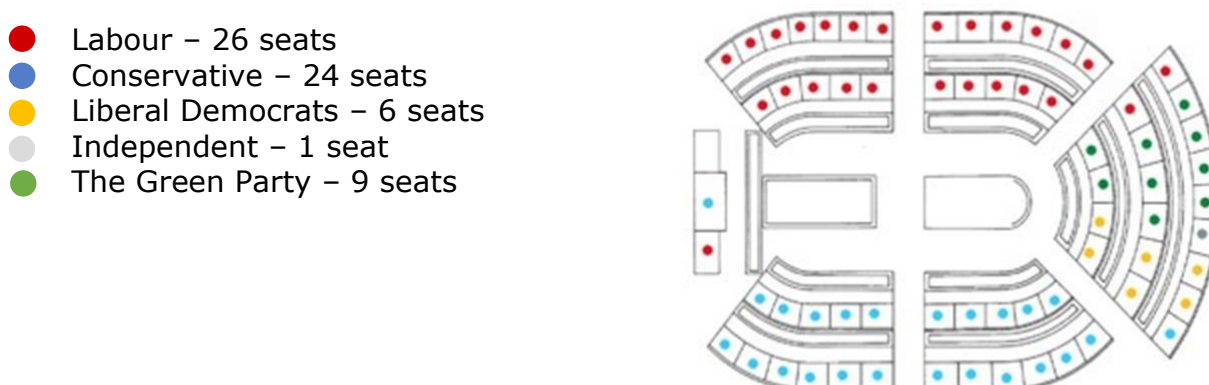 Labour – 26 seats
Conservative – 24 seats
Liberal Democrats – 6 seats
Independent – 1 seat
The Green Party – 9 seats